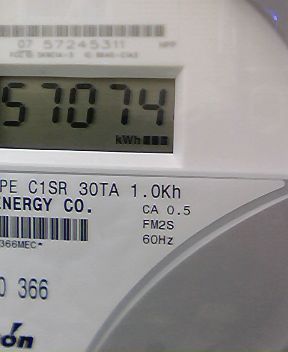 07 57245311
57074
kWh
PE C1SR 30TA 1.0Kh
ENERGY CO.
CA 0.5
FM2S
60Hz
366MEC*
0 366
ron